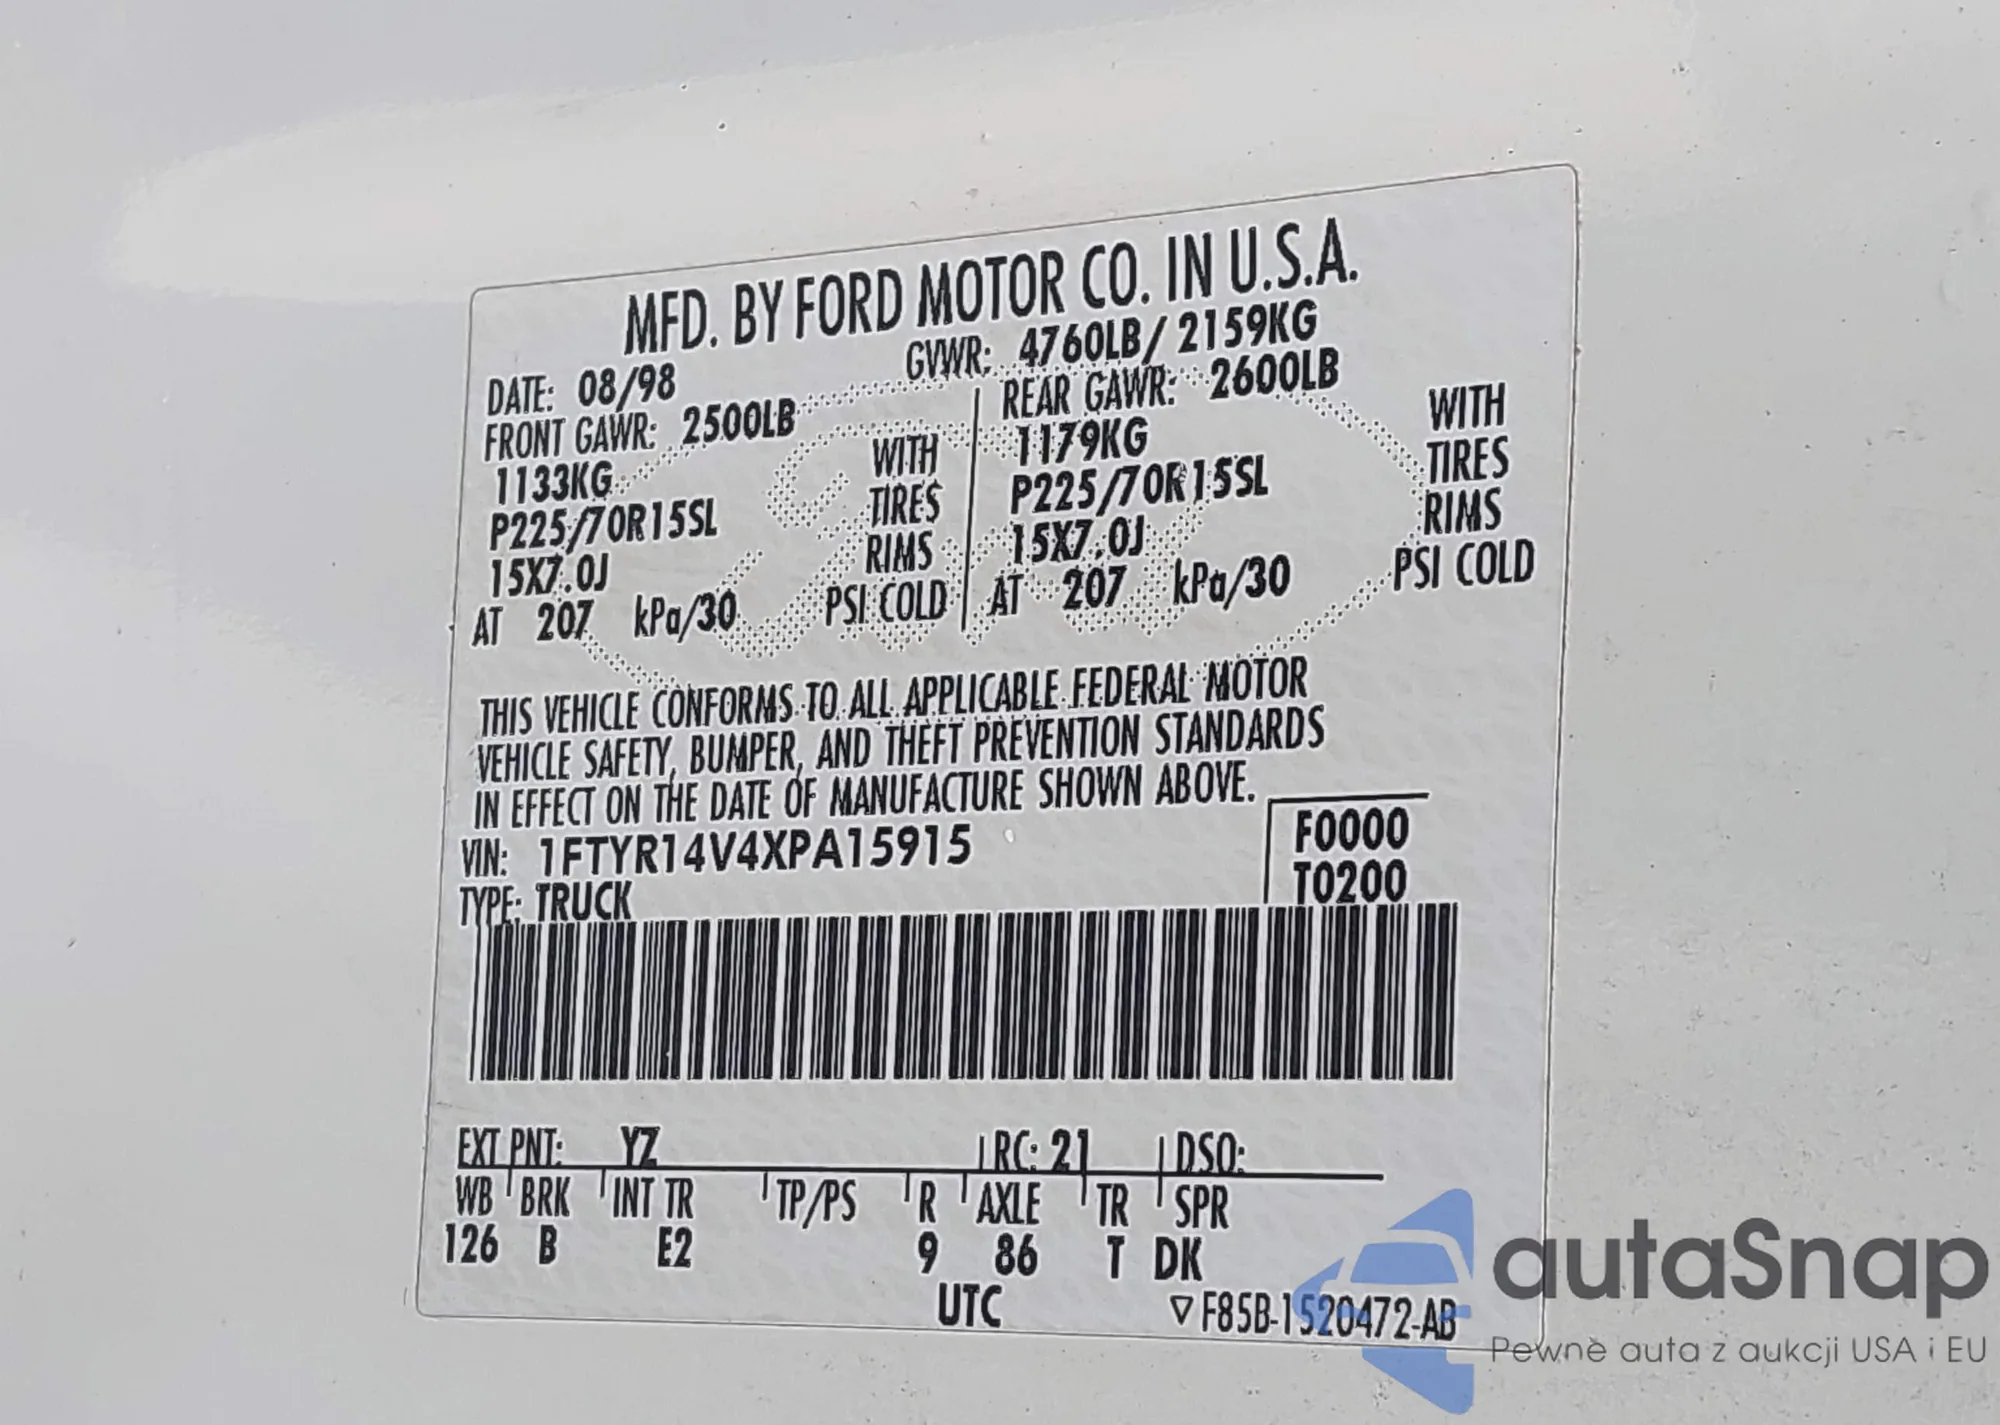 MFD. BY FORD MOTOR CO. IN U.S.A.
DATE: 08/98 GVWR: 4760LB/ 2159KG
FRONT GAWR: 2500LB REAR GAWR: 2600LB
1133KG WITH 1179KG WITH
P225/70R15SL TIRES P225/70R15SL TIRES
15X7.0J RIMS 15X7.0J RIMS
AT 207 kPa/30 PSI COLD AT 207 kPa/30 PSI COLD
THIS VEHICLE CONFORMS TO ALL APPLICABLE FEDERAL MOTOR
VEHICLE SAFETY, BUMPER, AND THEFT PREVENTION STANDARDS
IN EFFECT ON THE DATE OF MANUFACTURE SHOWN ABOVE.
VIN: 1FTYR14V4XPA15915 F0000
TYPE: TRUCK T0200
EXT PNT: YZ RC: 21 DSO:
WB BRK INT TR TP/PS R AXLE TR SPR
126 B E2 9 86 T DK
UTC ▽F85B-1520472-AB
autaSnap
Pewne auta z aukcji USA i EU